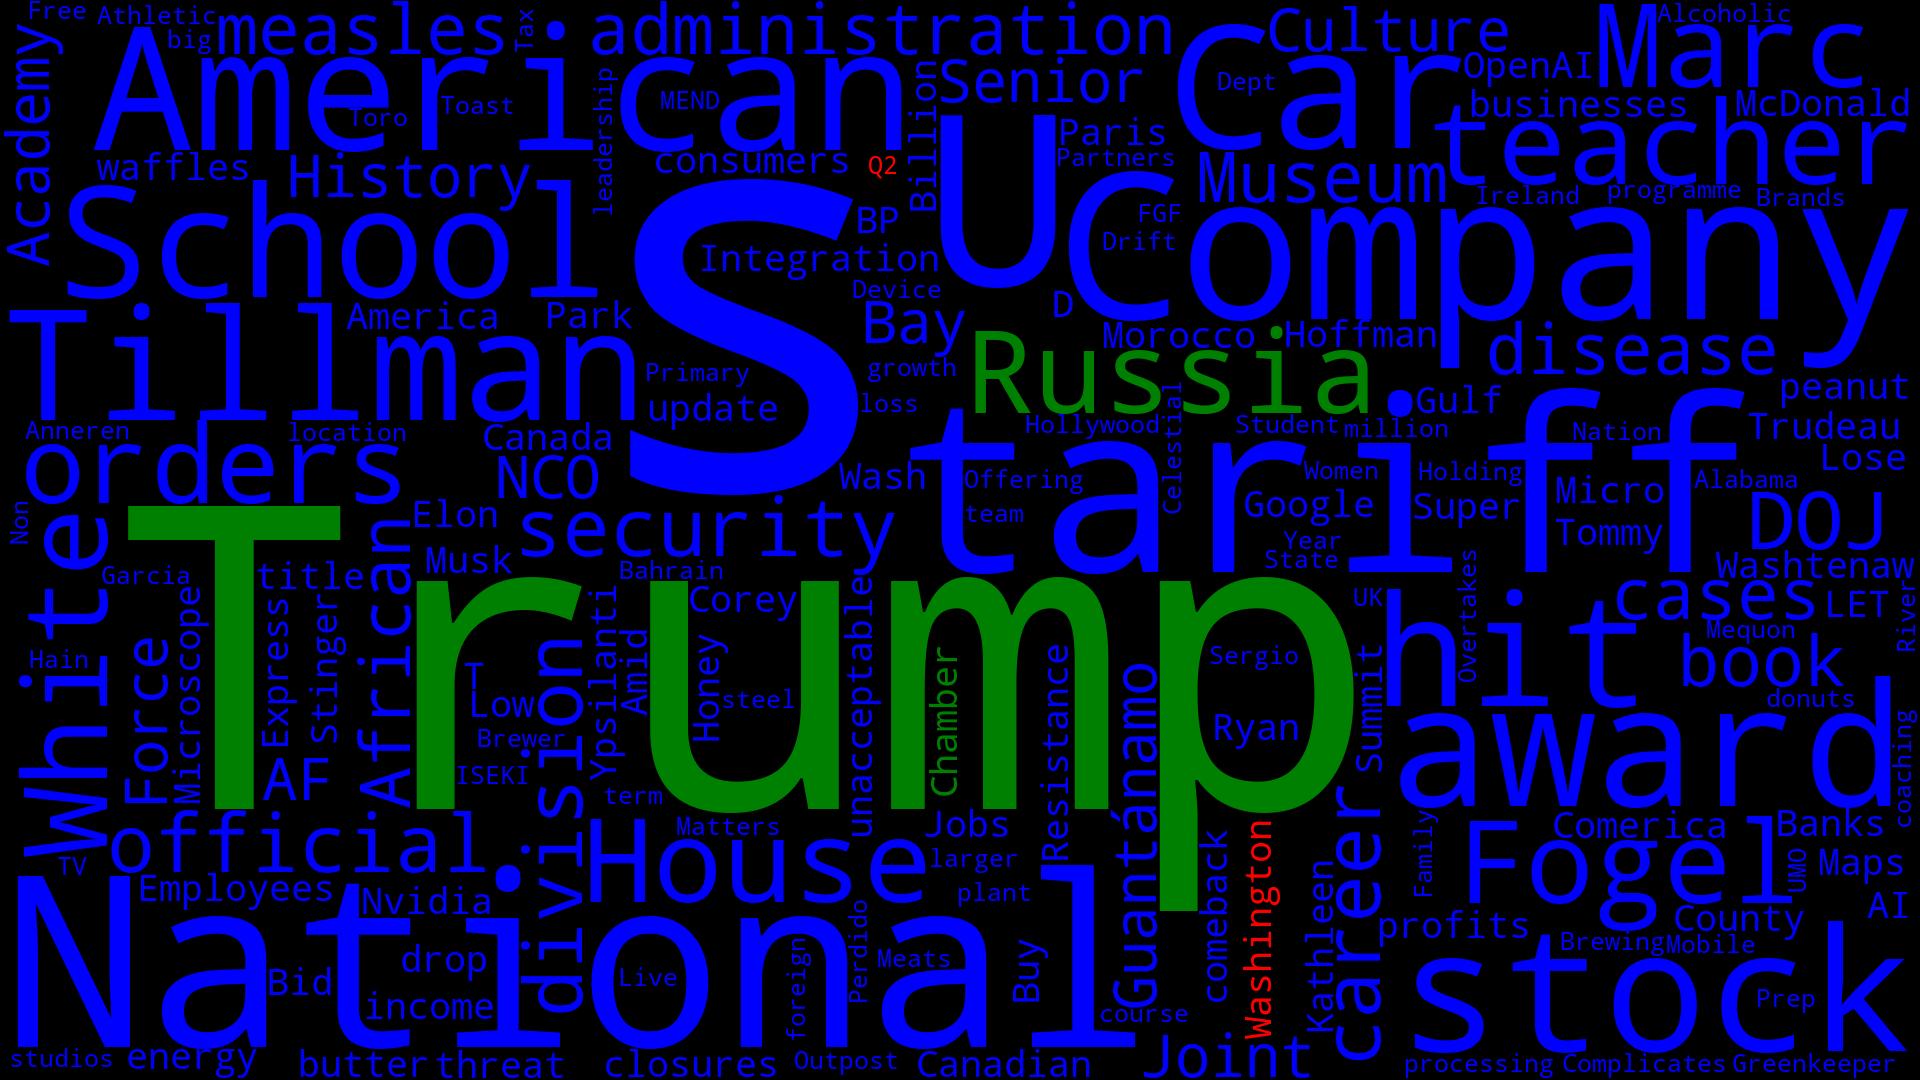 Free
Athletic
big
measles
Tax
administration
Culture
Marc
Alcoholic
Academy
American
Toro
Toast
leadership
MEND
Billion
Senior
Car
Dept
OpenAI
businesses
McDonald
waffles
History
consumers
Q2
U
Paris
Partners
Museum
teacher
Ireland
programme
Brands
School
S
BP
Integration
Device
FGF
Drift
Company
Tillman
America
Park
Bay
D
Morocco
Hoffman
disease
Primary
update
growth
loss
Russia
Gulf
peanut
Anneren
location
Canada
Hollywood
Celestial
Student
million
Nation
Trudeau
orders
NCO
Wash
Offering
tariff
Women
Holding
Alabama
Lose
Non
Elon
security
team
Google
Super
Micro
Tommy
DOJ
White
Musk
Year
State
Washtenaw
Garcia
title
African
Bahrain
Trump
Corey
UK
hit
Overtakes
cases
LET
River
Hain
Force
Microscope
Express
Stinger
T
Low
Brewer
division
Ypsilanti
Amid
Honey
steel
unacceptable
Chamber
Resistance
Guantánamo
Sergio
Ryan
Summit
Mequon
book
donuts
AF
ISEKI
term
award
coaching
official
TV
Matters
House
Jobs
larger
plant
comeback
Washington
Kathleen
career
Family
Fogel
Comerica
Banks
UMO
Maps
Employees
Nvidia
National
AI
Bid
drop
income
Live
foreign
Perdido
Meats
Buy
course
profits
County
Brewing
Mobile
stock
Prep
studios
energy
butter
threat
closures
Outpost
Canadian
Joint
processing
Complicates
Greenkeeper